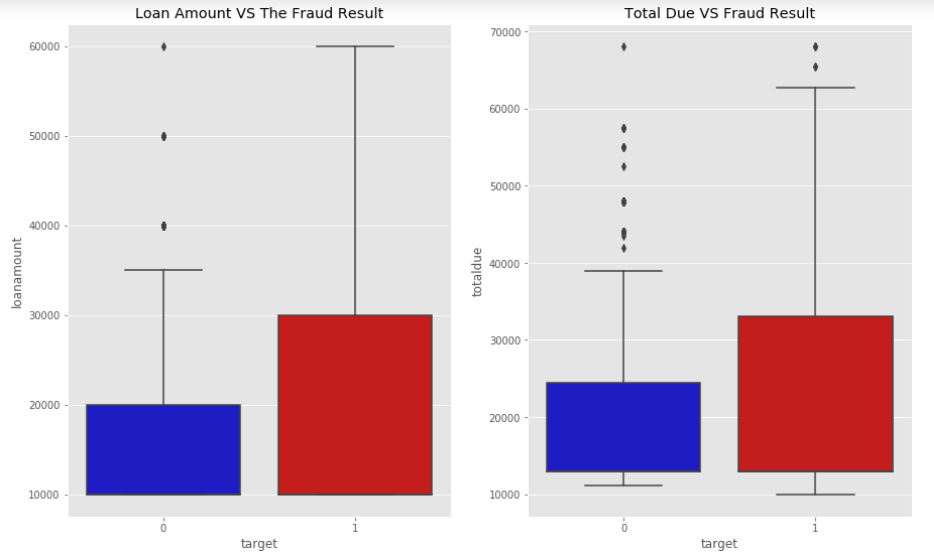 Loan Amount VS The Fraud Result
60000
50000
40000
30000
20000
10000
loanamount
0
1
target
Total Due VS Fraud Result
70000
60000
50000
40000
30000
20000
10000
totaldue
0
1
target